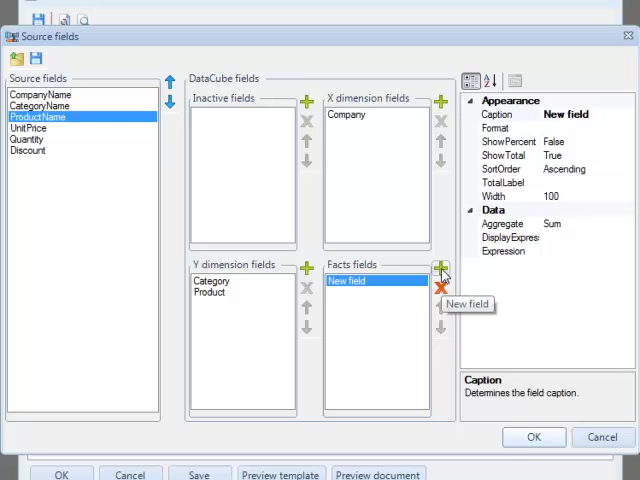 Source fields
Source fields
CompanyName
CategoryName
ProductName
UnitPrice
Quantity
Discount
DataCube fields
Inactive fields
X dimension fields
Company
Y dimension fields
Category
Product
Facts fields
New field
New field
Appearance
Caption New field
Format
ShowPercent False
ShowTotal True
SortOrder Ascending
TotalLabel
Width 100
Data
Aggregate Sum
DisplayExpres
Expression
Caption
Determines the field caption.
OK Cancel
OK Cancel Save Preview template Preview document